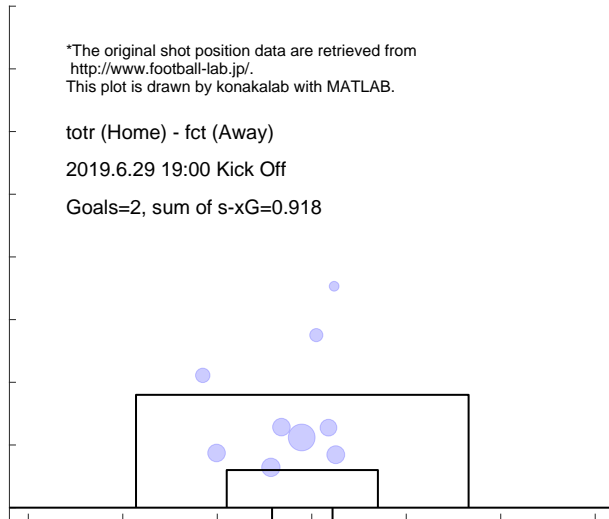 *The original shot position data are retrieved from
http://www.football-lab.jp/.
This plot is drawn by konakalab with MATLAB.
totr (Home) - fct (Away)
2019.6.29 19:00 Kick Off
Goals=2, sum of s-xG=0.918